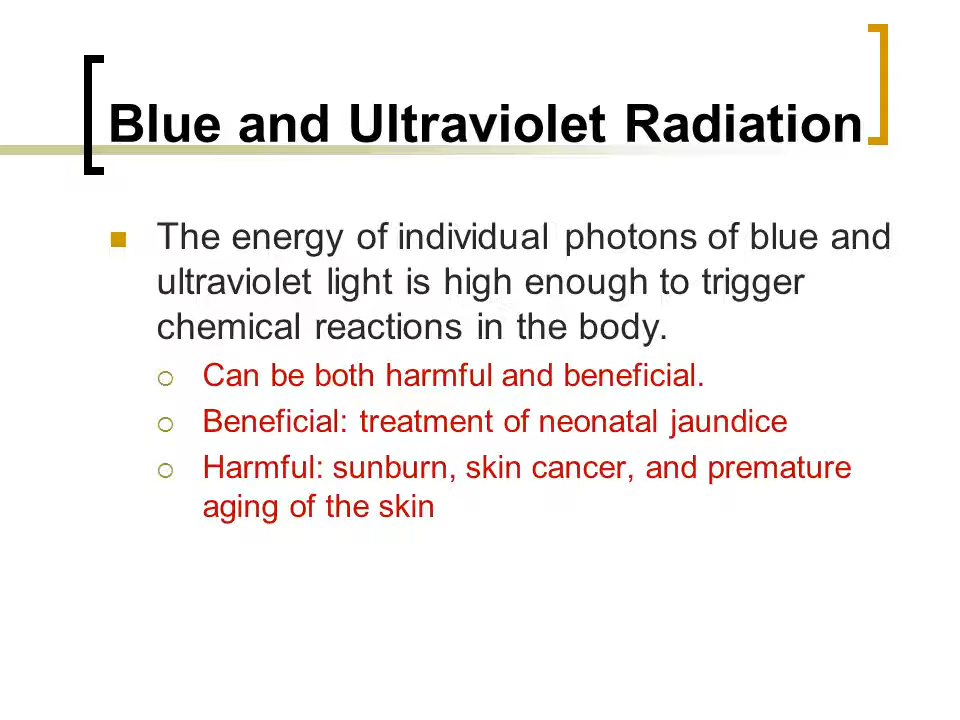 Blue and Ultraviolet Radiation
The energy of individual photons of blue and
ultraviolet light is high enough to trigger
chemical reactions in the body.
Can be both harmful and beneficial.
Beneficial: treatment of neonatal jaundice
Harmful: sunburn, skin cancer, and premature
aging of the skin